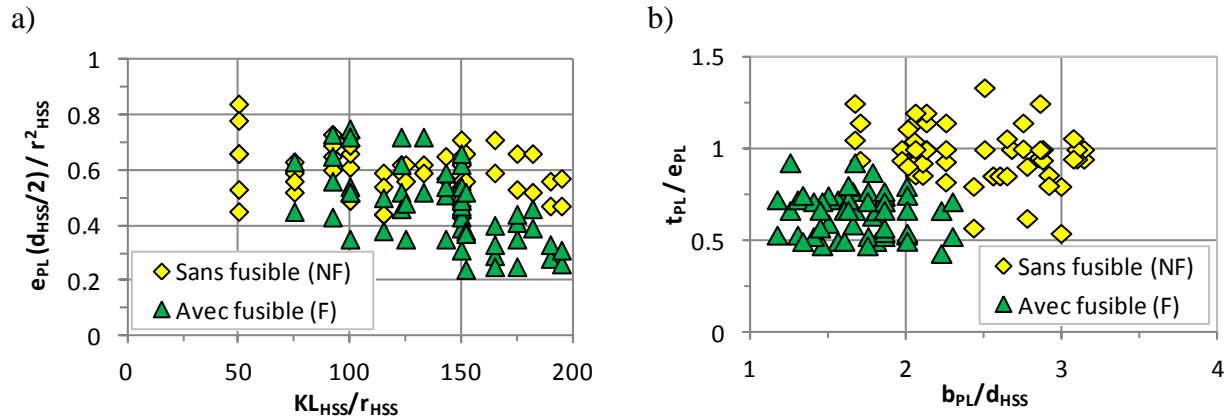 a)
e_PL (d_HSS/2) / r²_HSS
1
0.8
0.6
0.4
0.2
0
Sans fusible (NF)
Avec fusible (F)
0 50 100 150 200
KL_HSS/r_HSS
b)
t_PL / e_PL
1.5
1
0.5
0
Sans fusible (NF)
Avec fusible (F)
1 2 3 4
b_PL/d_HSS